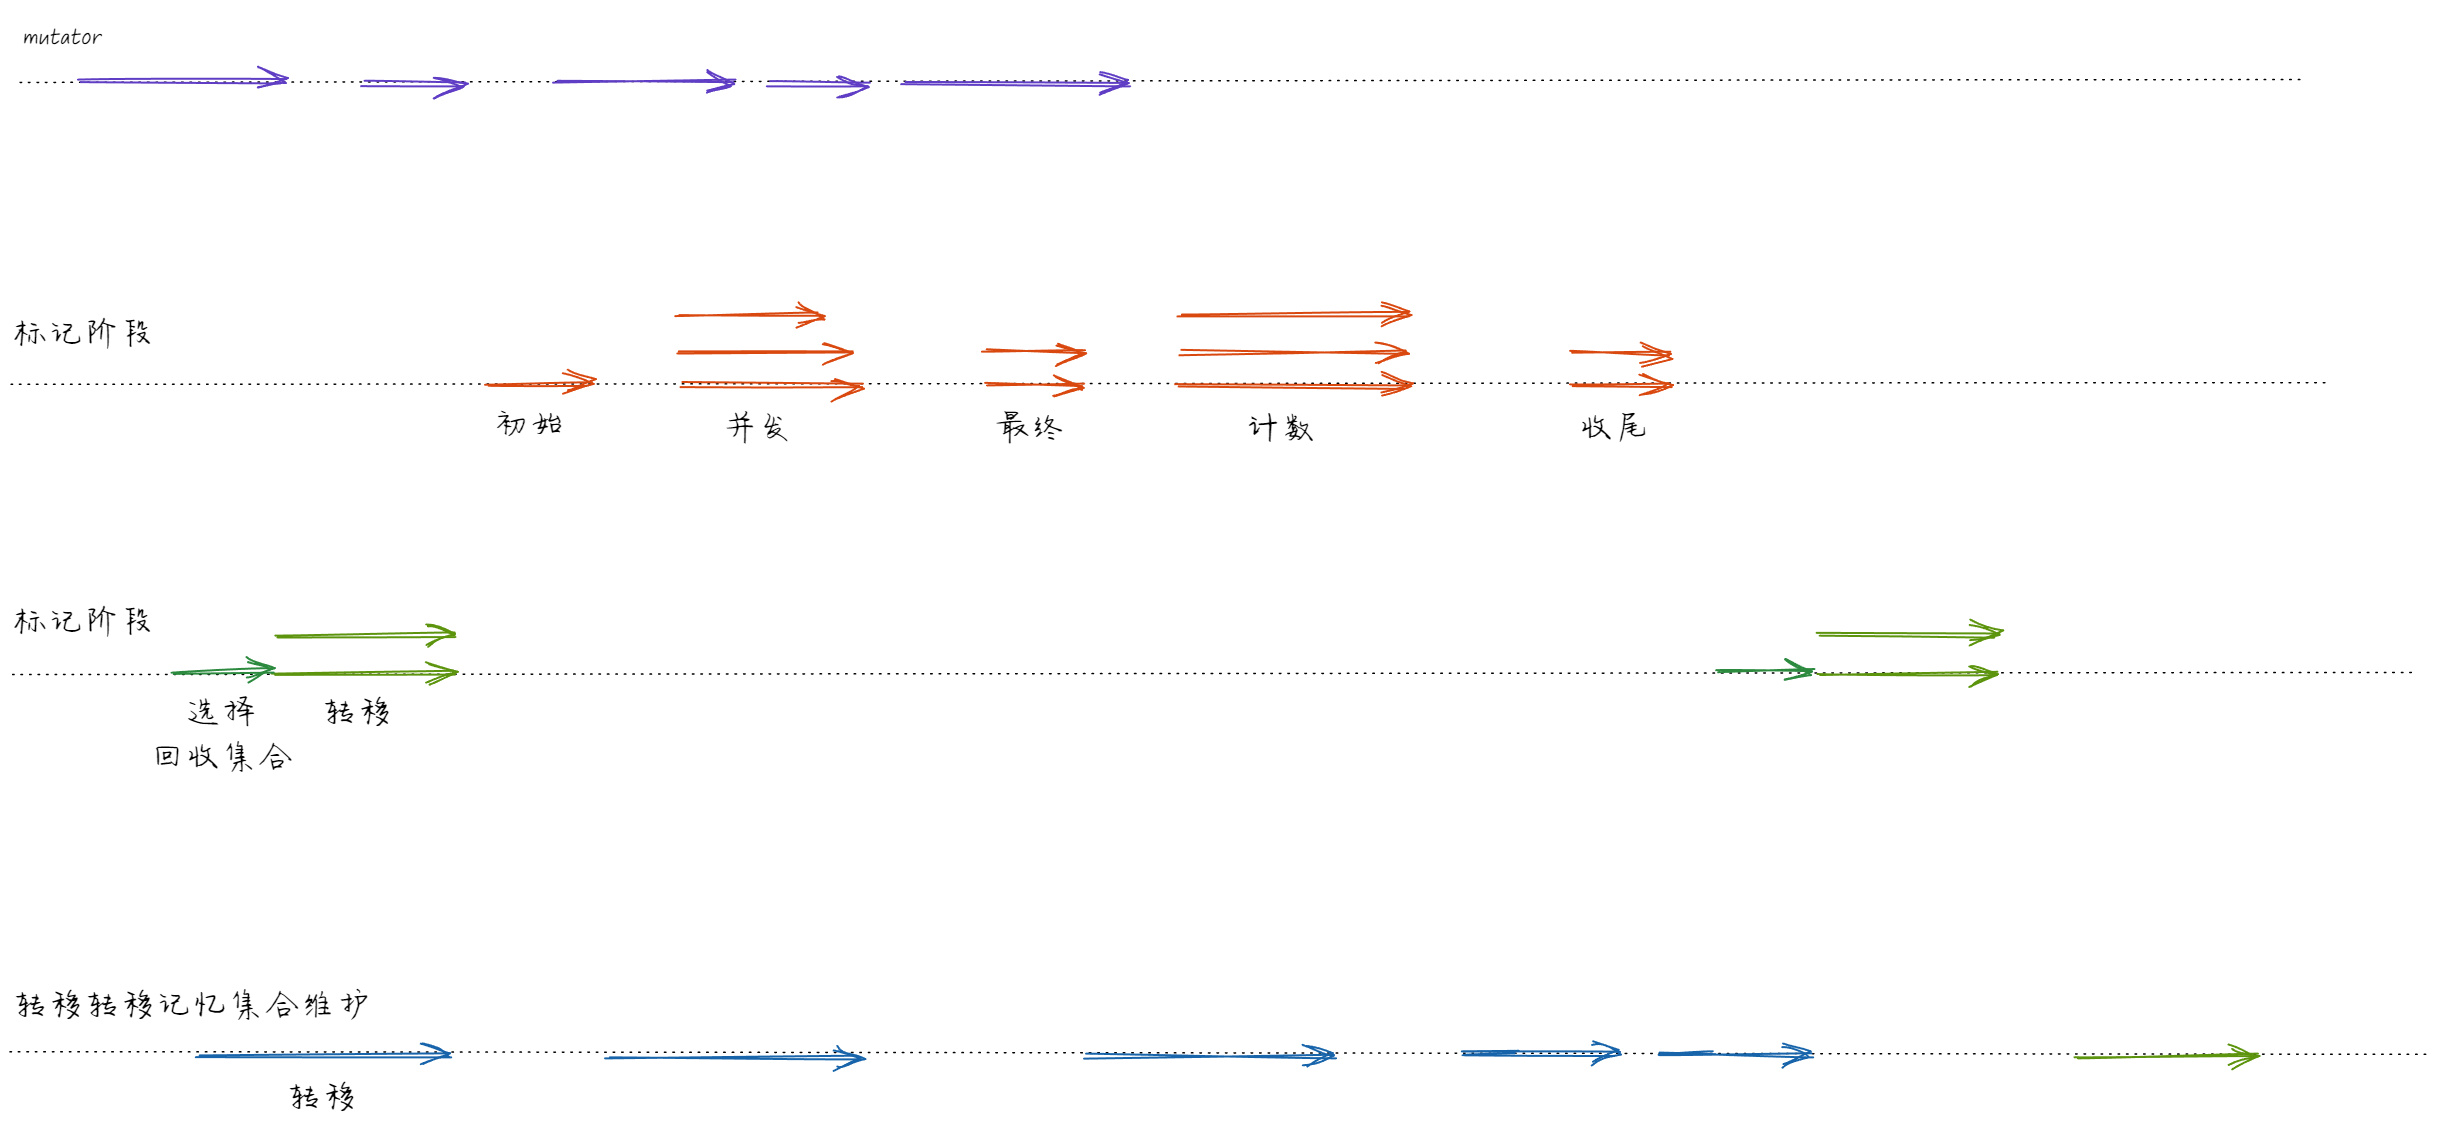 mutator
标记阶段
初始 并发 最终 计数 收尾
标记阶段
选择 转移
回收集合
转移转移记忆集合维护
转移